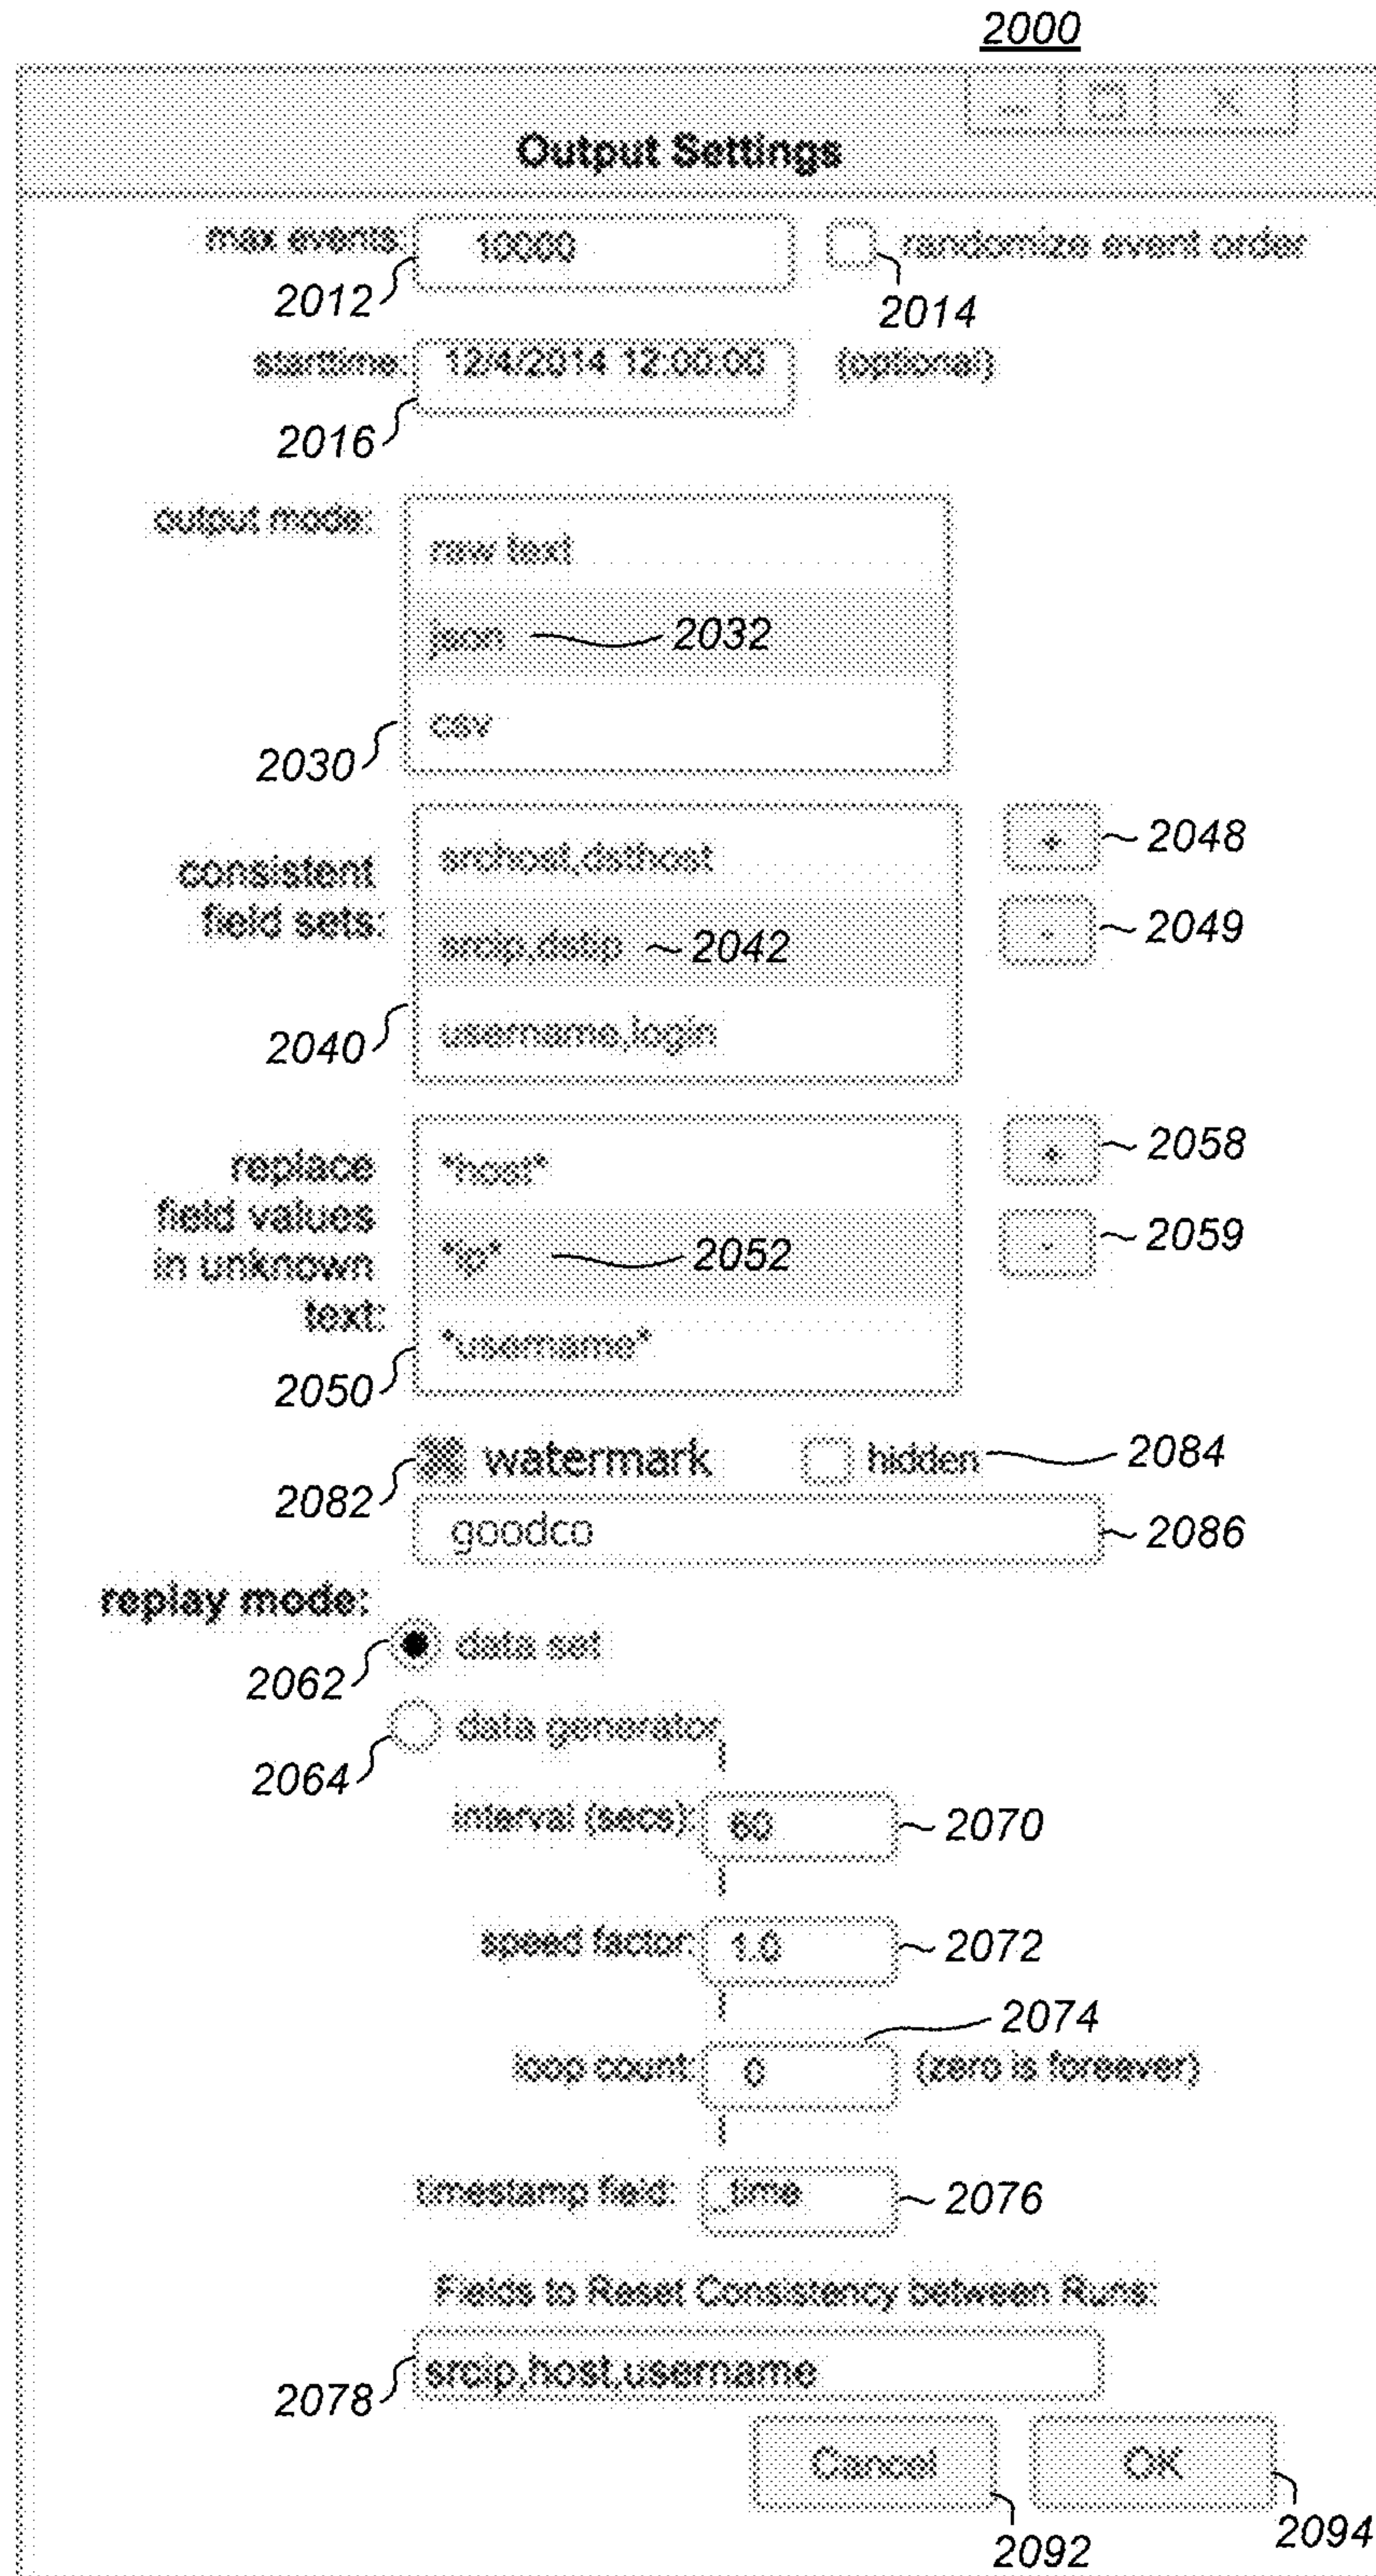 2000
Output Settings
max events: 10000 randomize event order
2012 2014
starttime: 12/4/2014 12:00:00 (optional)
2016
output mode:
raw text
json 2032
csv
2030
consistent field sets:
srchost,dsthost 2048
srcip,dstip 2042 2049
username,login
2040
replace field values in unknown text:
*host* 2058
*ip* 2052 2059
*username*
2050
watermark hidden 2084
2082
goodco 2086
replay mode:
data set
2062
data generator
2064
interval (secs): 60 2070
speed factor: 1.0 2072
2074
loop count: 0 (zero is foreever)
timestamp field: _time 2076
Fields to Reset Consistency between Runs:
srcip,host,username
2078
Cancel OK
2092 2094